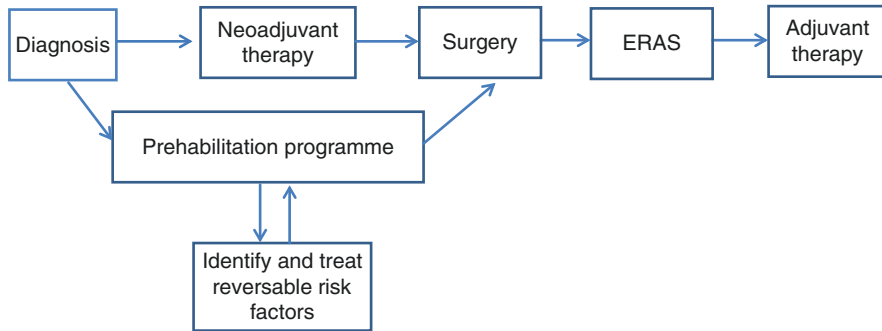 Diagnosis
Neoadjuvant
therapy
Surgery
ERAS
Adjuvant
therapy
Prehabilitation programme
Identify and treat
reversable risk
factors